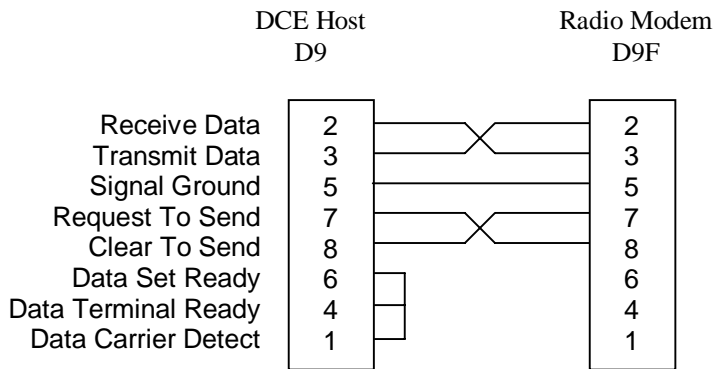 DCE Host Radio Modem
D9 D9F
Receive Data 2 2
Transmit Data 3 3
Signal Ground 5 5
Request To Send 7 7
Clear To Send 8 8
Data Set Ready 6 6
Data Terminal Ready 4 4
Data Carrier Detect 1 1